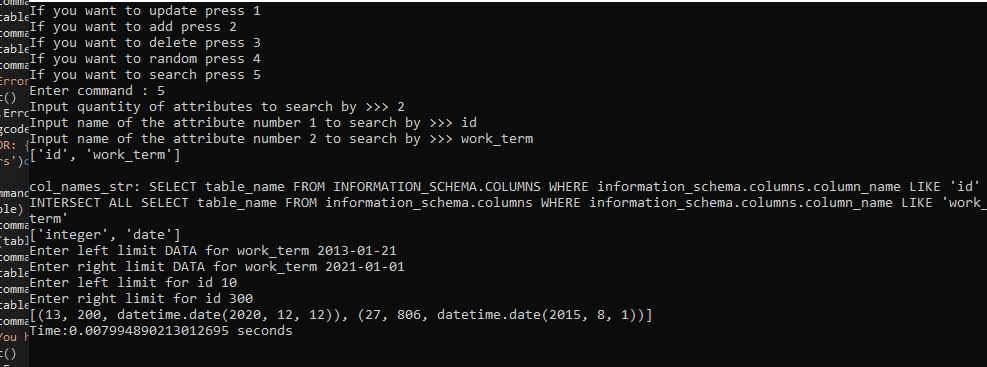 If you want to update press 1
If you want to add press 2
If you want to delete press 3
If you want to random press 4
If you want to search press 5
Enter command : 5
Input quantity of attributes to search by >>> 2
Input name of the attribute number 1 to search by >>> id
Input name of the attribute number 2 to search by >>> work_term
['id', 'work_term']
col_names_str: SELECT table_name FROM INFORMATION_SCHEMA.COLUMNS WHERE information_schema.columns.column_name LIKE 'id'
INTERSECT ALL SELECT table_name FROM information_schema.columns WHERE information_schema.columns.column_name LIKE 'work_
term'
['integer', 'date']
Enter left limit DATA for work_term 2013-01-21
Enter right limit DATA for work_term 2021-01-01
Enter left limit for id 10
Enter right limit for id 300
[(13, 200, datetime.date(2020, 12, 12)), (27, 806, datetime.date(2015, 8, 1))]
Time:0.007994890213012695 seconds